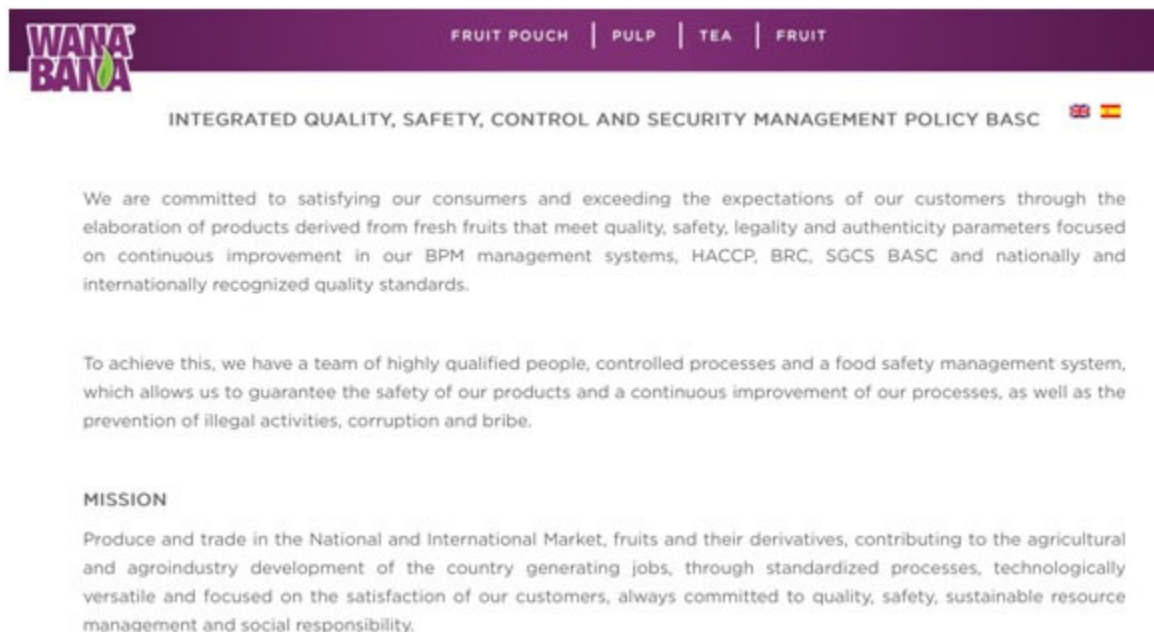 WANA
BANA
FRUIT POUCH | PULP | TEA | FRUIT
INTEGRATED QUALITY, SAFETY, CONTROL AND SECURITY MANAGEMENT POLICY BASC
We are committed to satisfying our consumers and exceeding the expectations of our customers through the
elaboration of products derived from fresh fruits that meet quality, safety, legality and authenticity parameters focused
on continuous improvement in our BPM management systems, HACCP, BRC, SGCS BASC and nationally and
internationally recognized quality standards.
To achieve this, we have a team of highly qualified people, controlled processes and a food safety management system,
which allows us to guarantee the safety of our products and a continuous improvement of our processes, as well as the
prevention of illegal activities, corruption and bribe.
MISSION
Produce and trade in the National and International Market, fruits and their derivatives, contributing to the agricultural
and agroindustry development of the country generating jobs, through standardized processes, technologically
versatile and focused on the satisfaction of our customers, always committed to quality, safety, sustainable resource
management and social responsibility.